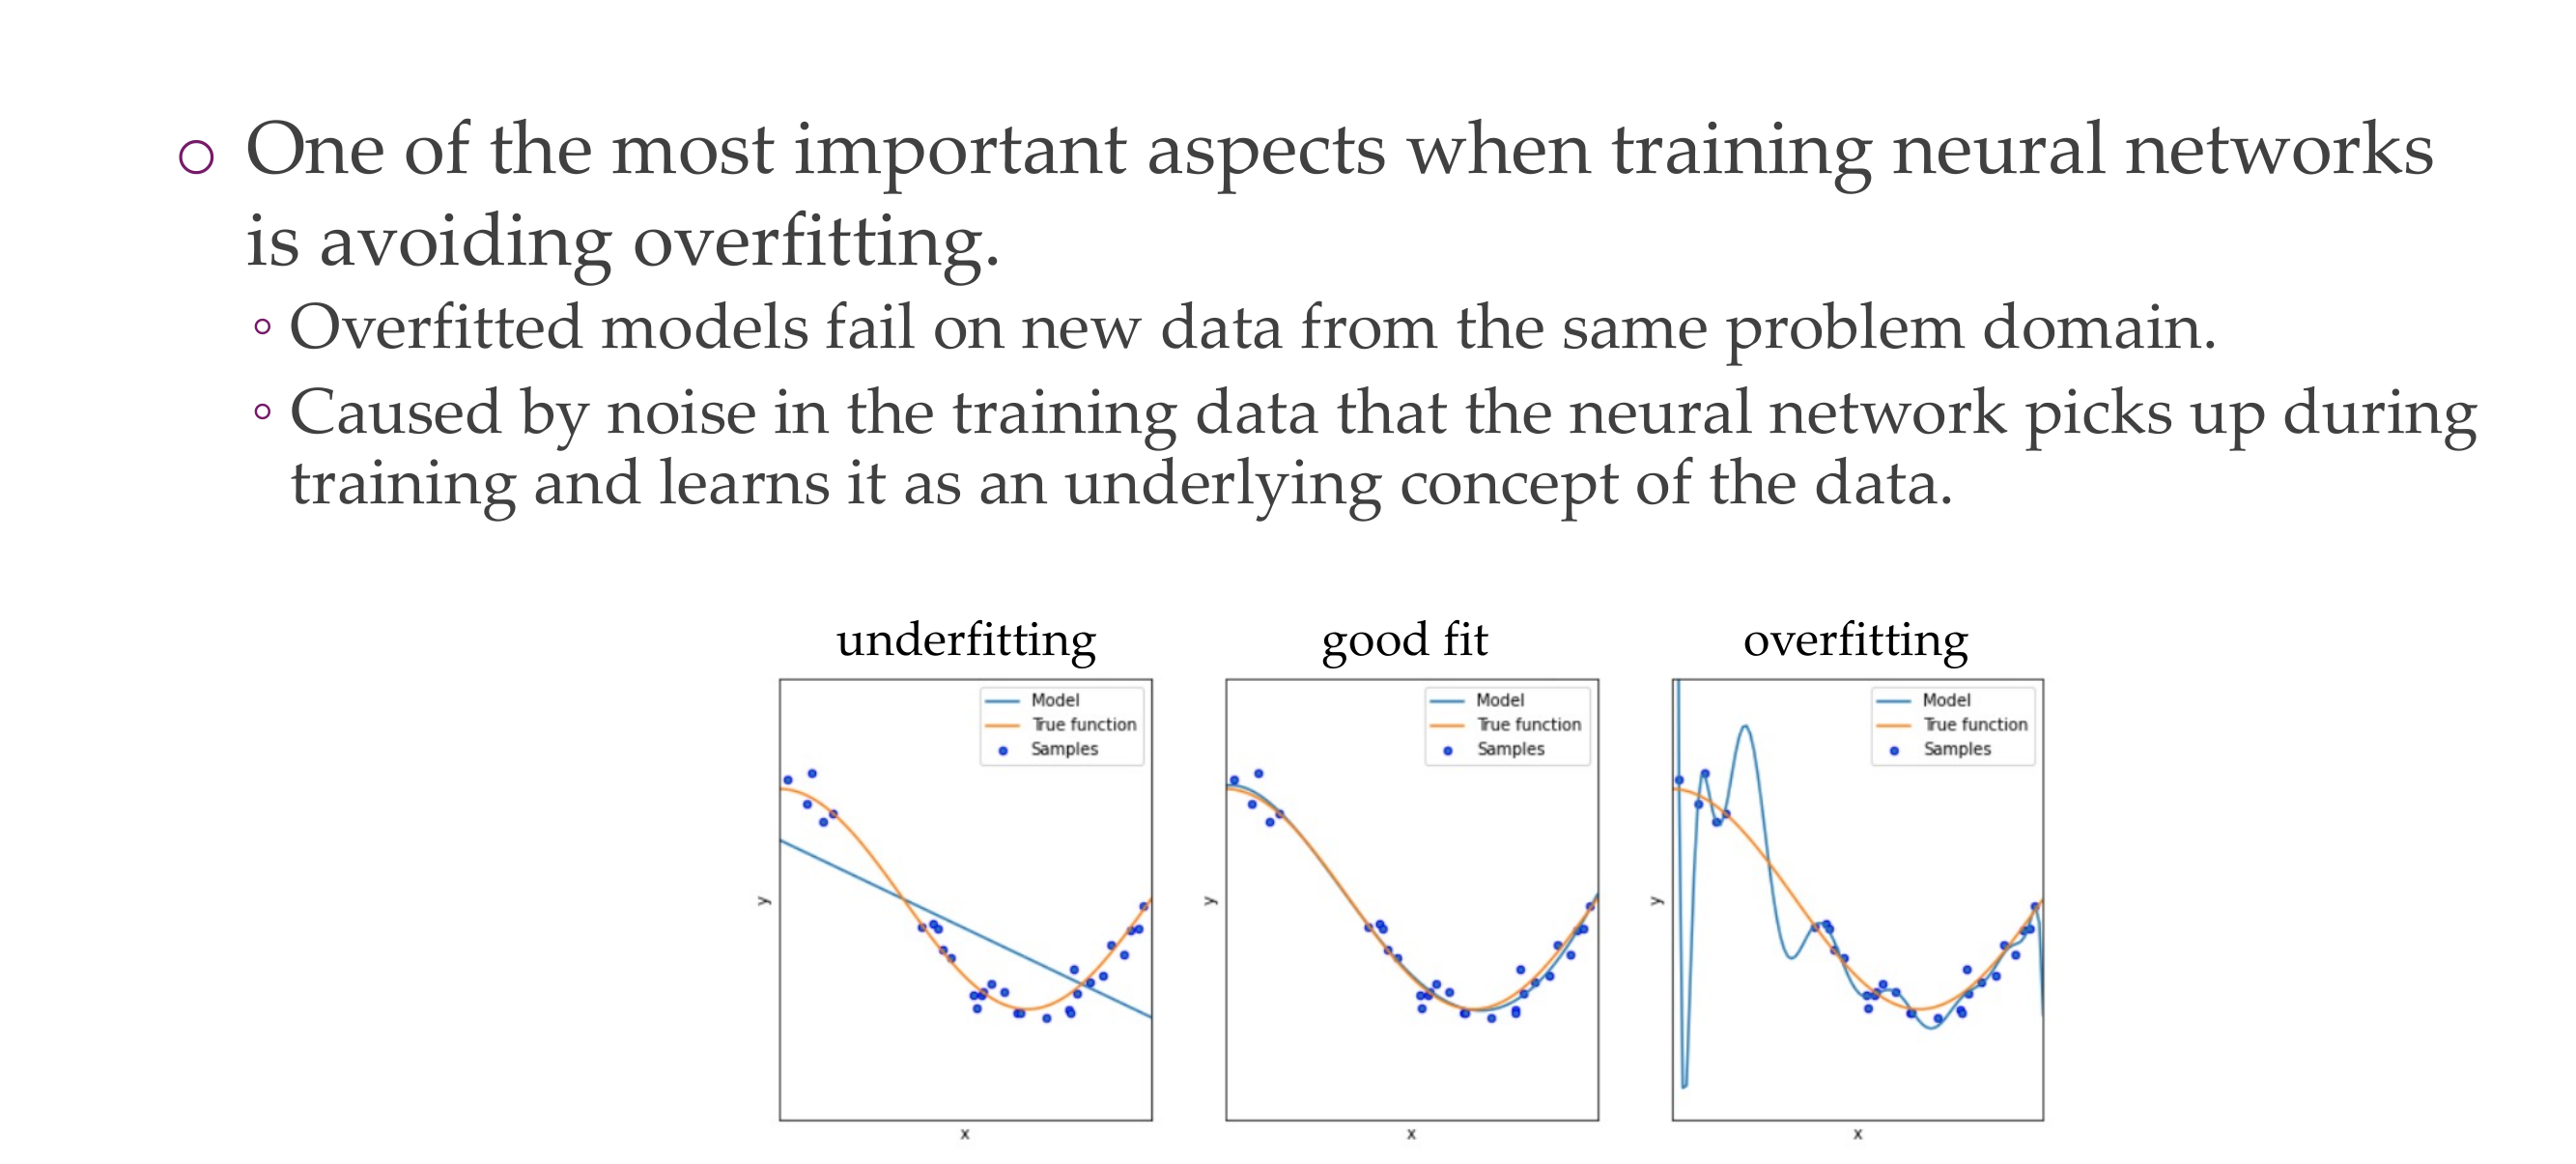 One of the most important aspects when training neural networks
is avoiding overfitting.
Overfitted models fail on new data from the same problem domain.
Caused by noise in the training data that the neural network picks up during
training and learns it as an underlying concept of the data.
underfitting
Model
True function
Samples
y
x
good fit
Model
True function
Samples
y
x
overfitting
Model
True function
Samples
y
x